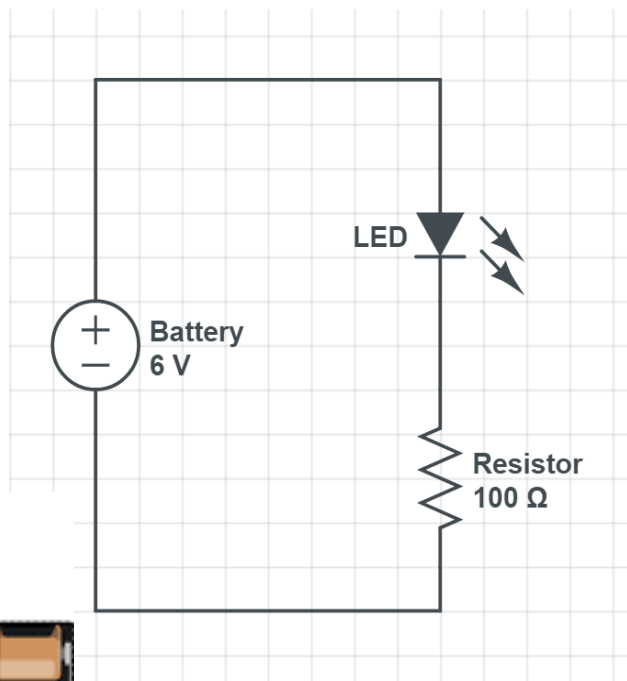 LED
Battery
6 V
Resistor
100 Ω